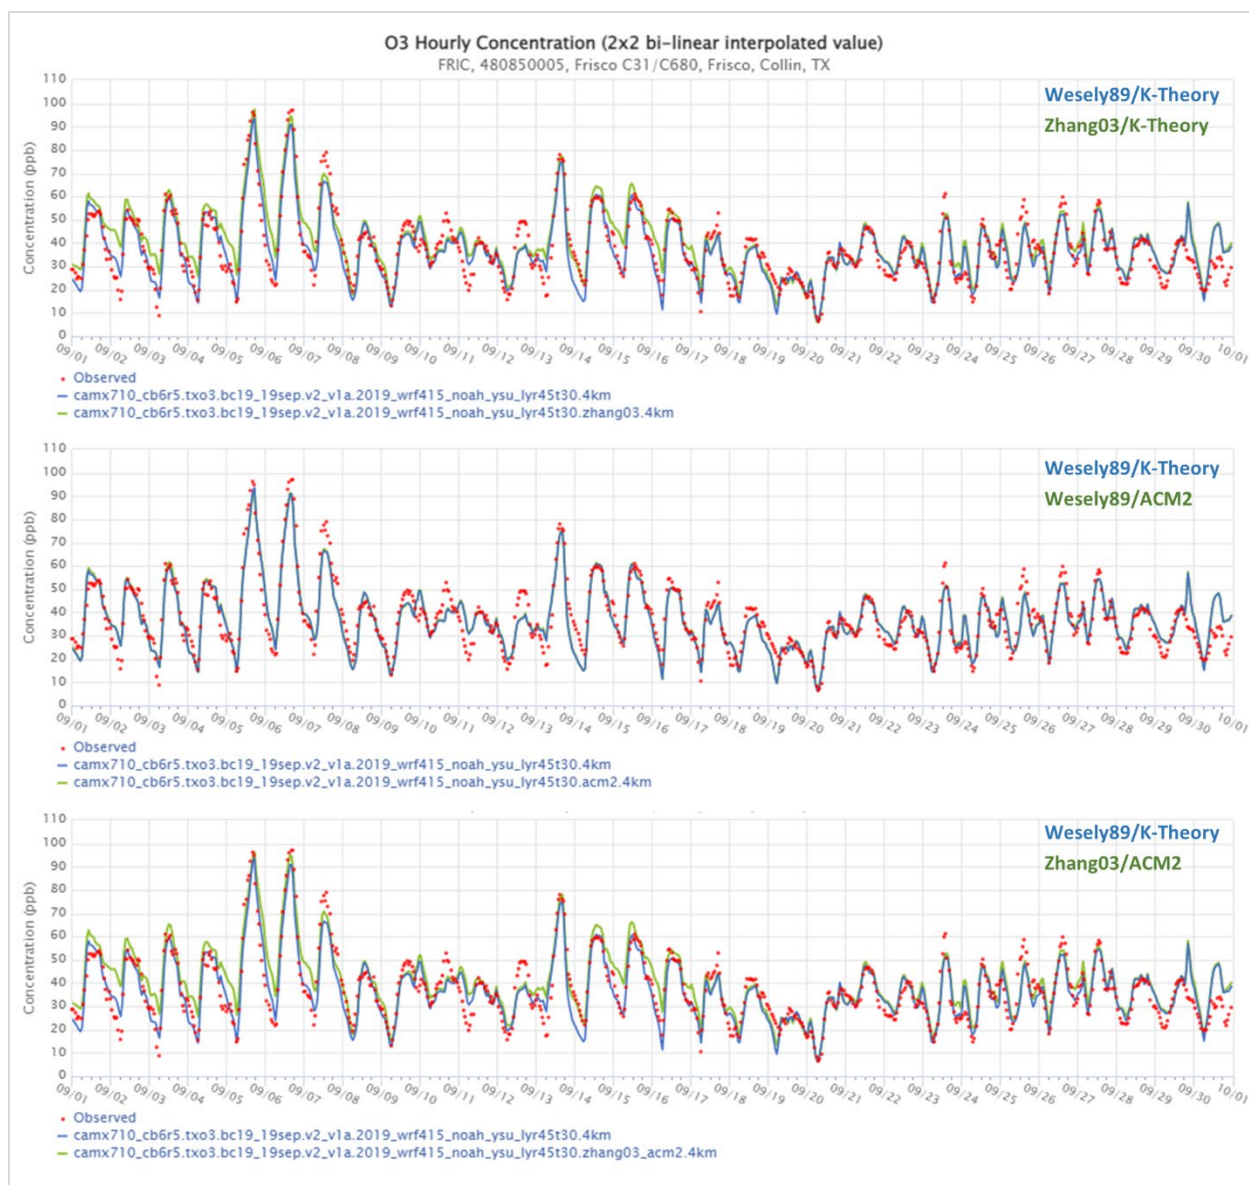 O3 Hourly Concentration (2x2 bi-linear interpolated value)
FRIC, 480850005, Frisco C31/C680, Frisco, Collin, TX
Wesely89/K-Theory
Zhang03/K-Theory
Concentration (ppb)
110
100
90
80
70
60
50
40
30
20
10
0
09/01 09/02 09/03 09/04 09/05 09/06 09/07 09/08 09/09 09/10 09/11 09/12 09/13 09/14 09/15 09/16 09/17 09/18 09/19 09/20 09/21 09/22 09/23 09/24 09/25 09/26 09/27 09/28 09/29 09/30 10/01
Observed
camx710_cb6r5.txo3.bc19_19sep.v2_v1a.2019_wrf415_noah_ysu_lyr45t30.4km
camx710_cb6r5.txo3.bc19_19sep.v2_v1a.2019_wrf415_noah_ysu_lyr45t30.zhang03.4km
Wesely89/K-Theory
Wesely89/ACM2
Concentration (ppb)
110
100
90
80
70
60
50
40
30
20
10
0
09/01 09/02 09/03 09/04 09/05 09/06 09/07 09/08 09/09 09/10 09/11 09/12 09/13 09/14 09/15 09/16 09/17 09/18 09/19 09/20 09/21 09/22 09/23 09/24 09/25 09/26 09/27 09/28 09/29 09/30 10/01
Observed
camx710_cb6r5.txo3.bc19_19sep.v2_v1a.2019_wrf415_noah_ysu_lyr45t30.4km
camx710_cb6r5.txo3.bc19_19sep.v2_v1a.2019_wrf415_noah_ysu_lyr45t30.acm2.4km
Wesely89/K-Theory
Zhang03/ACM2
Concentration (ppb)
110
100
90
80
70
60
50
40
30
20
10
0
09/01 09/02 09/03 09/04 09/05 09/06 09/07 09/08 09/09 09/10 09/11 09/12 09/13 09/14 09/15 09/16 09/17 09/18 09/19 09/20 09/21 09/22 09/23 09/24 09/25 09/26 09/27 09/28 09/29 09/30 10/01
Observed
camx710_cb6r5.txo3.bc19_19sep.v2_v1a.2019_wrf415_noah_ysu_lyr45t30.4km
camx710_cb6r5.txo3.bc19_19sep.v2_v1a.2019_wrf415_noah_ysu_lyr45t30.zhang03_acm2.4km